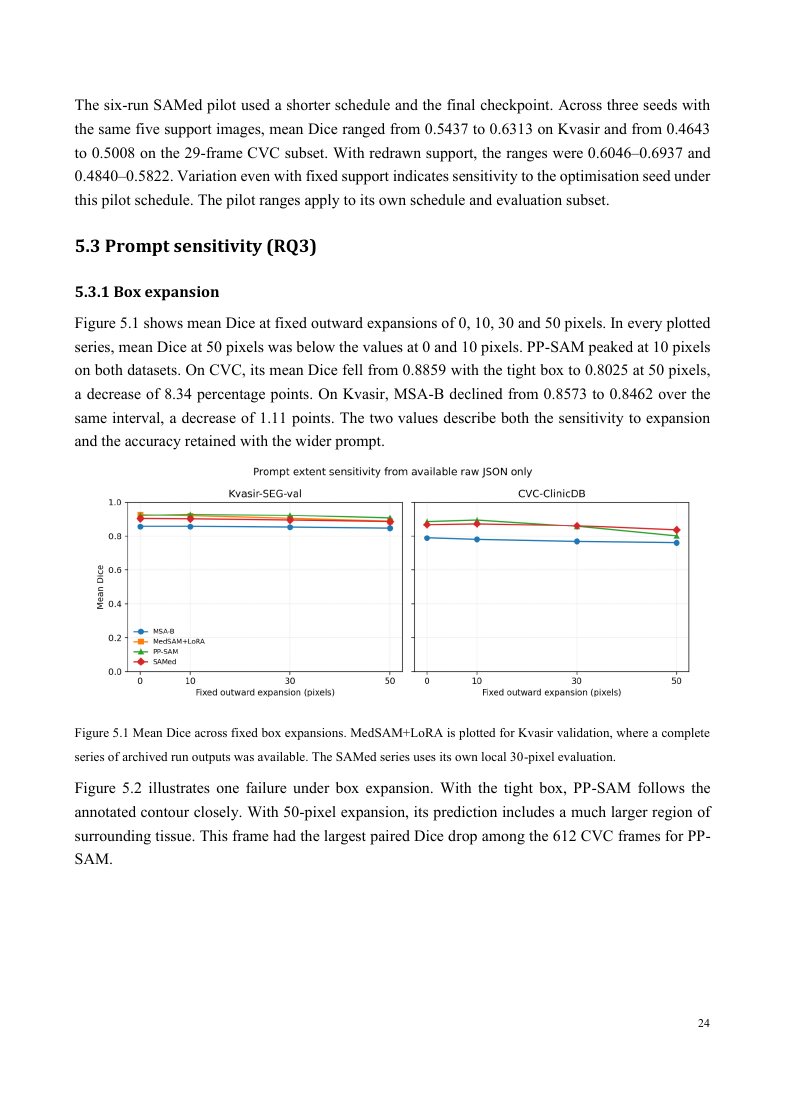 The six-run SAMed pilot used a shorter schedule and the final checkpoint. Across three seeds with
the same five support images, mean Dice ranged from 0.5437 to 0.6313 on Kvasir and from 0.4643
to 0.5008 on the 29-frame CVC subset. With redrawn support, the ranges were 0.6046–0.6937 and
0.4840–0.5822. Variation even with fixed support indicates sensitivity to the optimisation seed under
this pilot schedule. The pilot ranges apply to its own schedule and evaluation subset.
5.3 Prompt sensitivity (RQ3)
5.3.1 Box expansion
Figure 5.1 shows mean Dice at fixed outward expansions of 0, 10, 30 and 50 pixels. In every plotted
series, mean Dice at 50 pixels was below the values at 0 and 10 pixels. PP-SAM peaked at 10 pixels
on both datasets. On CVC, its mean Dice fell from 0.8859 with the tight box to 0.8025 at 50 pixels,
a decrease of 8.34 percentage points. On Kvasir, MSA-B declined from 0.8573 to 0.8462 over the
same interval, a decrease of 1.11 points. The two values describe both the sensitivity to expansion
and the accuracy retained with the wider prompt.
Prompt extent sensitivity from available raw JSON only
Kvasir-SEG-val
CVC-ClinicDB
1.0
0.8
0.6
0.4
0.2
0.0
Mean Dice
MSA-B
MedSAM+LoRA
PP-SAM
SAMed
0 10 30 50
0 10 30 50
Fixed outward expansion (pixels)
Fixed outward expansion (pixels)
Figure 5.1 Mean Dice across fixed box expansions. MedSAM+LoRA is plotted for Kvasir validation, where a complete
series of archived run outputs was available. The SAMed series uses its own local 30-pixel evaluation.
Figure 5.2 illustrates one failure under box expansion. With the tight box, PP-SAM follows the
annotated contour closely. With 50-pixel expansion, its prediction includes a much larger region of
surrounding tissue. This frame had the largest paired Dice drop among the 612 CVC frames for PP-
SAM.
24